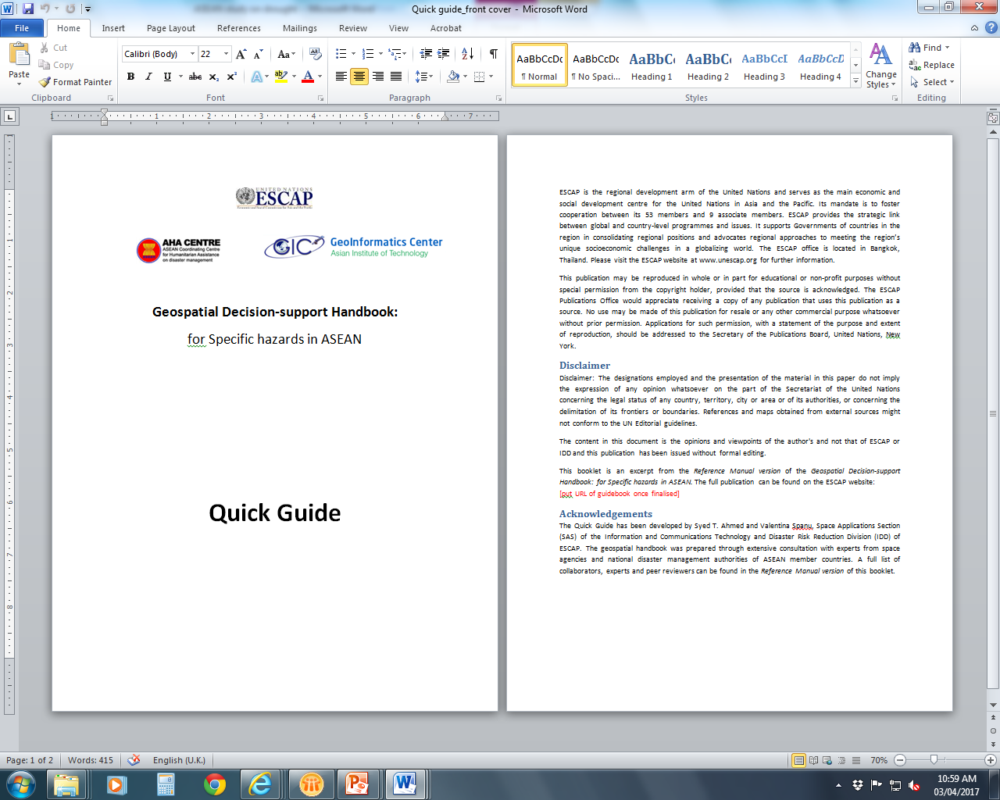 Quick guide_front cover - Microsoft Word
File Home Insert Page Layout References Mailings Review View Acrobat
Paste
Cut
Copy
Format Painter
Clipboard
Calibri (Body) 22
Font
Paragraph
AaBbCcDc AaBbCcDc AaBbCc AaBbCc AaBbCcI AaBbCcD
¶ Normal ¶ No Spaci... Heading 1 Heading 2 Heading 3 Heading 4
Change Styles
Styles
Find
Replace
Select
Editing
1 1 2 3 4 5 6 7
UNITED NATIONS
ESCAP
Economic and Social Commission for Asia and the Pacific
AHA CENTRE
ASEAN Coordinating Centre
for Humanitarian Assistance
on disaster management
GIC
GeoInformatics Center
Asian Institute of Technology
Geospatial Decision-support Handbook:
for Specific hazards in ASEAN
Quick Guide
ESCAP is the regional development arm of the United Nations and serves as the main economic and
social development centre for the United Nations in Asia and the Pacific. Its mandate is to foster
cooperation between its 53 members and 9 associate members. ESCAP provides the strategic link
between global and country-level programmes and issues. It supports Governments of countries in the
region in consolidating regional positions and advocates regional approaches to meeting the region's
unique socioeconomic challenges in a globalizing world. The ESCAP office is located in Bangkok,
Thailand. Please visit the ESCAP website at www.unescap.org for further information.
This publication may be reproduced in whole or in part for educational or non-profit purposes without
special permission from the copyright holder, provided that the source is acknowledged. The ESCAP
Publications Office would appreciate receiving a copy of any publication that uses this publication as a
source. No use may be made of this publication for resale or any other commercial purpose whatsoever
without prior permission. Applications for such permission, with a statement of the purpose and extent
of reproduction, should be addressed to the Secretary of the Publications Board, United Nations, New
York.
Disclaimer
Disclaimer: The designations employed and the presentation of the material in this paper do not imply
the expression of any opinion whatsoever on the part of the Secretariat of the United Nations
concerning the legal status of any country, territory, city or area or of its authorities, or concerning the
delimitation of its frontiers or boundaries. References and maps obtained from external sources might
not conform to the UN Editorial guidelines.
The content in this document is the opinions and viewpoints of the author's and not that of ESCAP or
IDD and this publication has been issued without formal editing.
This booklet is an excerpt from the Reference Manual version of the Geospatial Decision-support
Handbook: for Specific hazards in ASEAN. The full publication can be found on the ESCAP website:
[put URL of guidebook once finalised]
Acknowledgements
The Quick Guide has been developed by Syed T. Ahmed and Valentina Spanu, Space Applications Section
(SAS) of the Information and Communications Technology and Disaster Risk Reduction Division (IDD) of
ESCAP. The geospatial handbook was prepared through extensive consultation with experts from space
agencies and national disaster management authorities of ASEAN member countries. A full list of
collaborators, experts and peer reviewers can be found in the Reference Manual version of this booklet.
Page: 1 of 2 Words: 415 English (U.K.) 70%
10:59 AM
03/04/2017